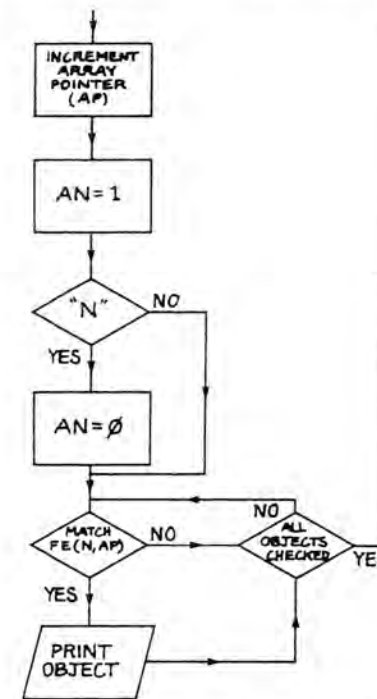 INCREMENT
ARRAY
POINTER
(AP)
AN=1
"N"
NO
YES
AN=Ø
NO
MATCH
FE(N,AP)
NO
ALL
OBJECTS
CHECKED
YES
PRINT
OBJECT